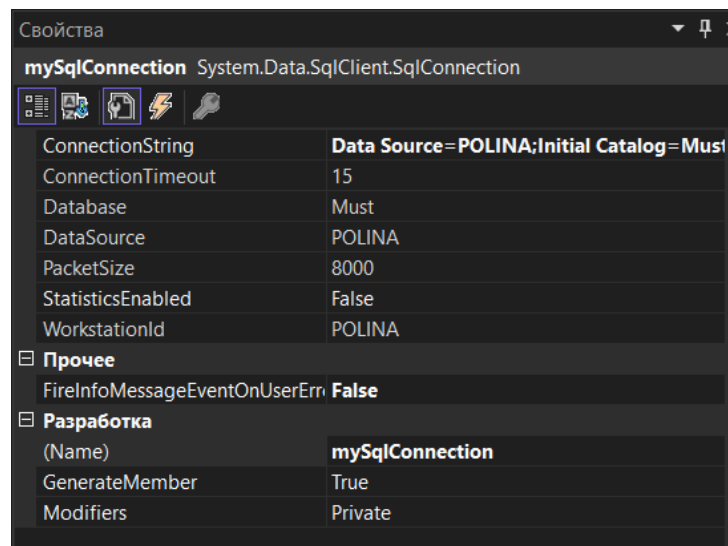 Свойства
mySqlConnection System.Data.SqlClient.SqlConnection
ConnectionString Data Source=POLINA;Initial Catalog=Must
ConnectionTimeout 15
Database Must
DataSource POLINA
PacketSize 8000
StatisticsEnabled False
WorkstationId POLINA
Прочее
FireInfoMessageEventOnUserErr False
Разработка
(Name) mySqlConnection
GenerateMember True
Modifiers Private